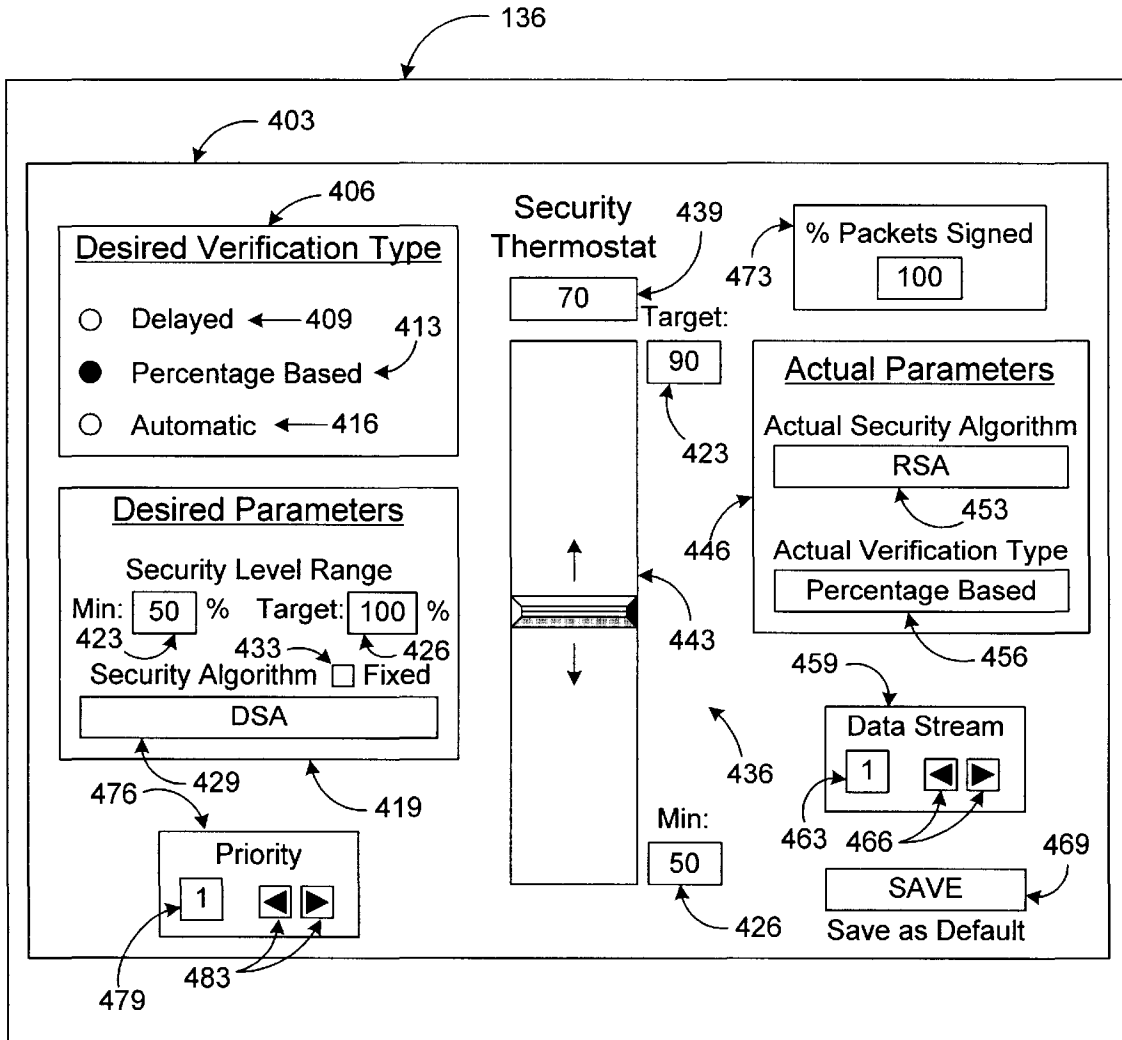 136
403
406
Desired Verification Type
Delayed
409
413
Percentage Based
Automatic
416
Desired Parameters
Security Level Range
Min: 50 % Target: 100 %
423
433
426
Security Algorithm Fixed
DSA
429
419
476
Priority
1
479
483
Security
Thermostat
439
70
Target:
90
423
443
436
Min:
50
426
% Packets Signed
473
100
Actual Parameters
Actual Security Algorithm
RSA
453
446
Actual Verification Type
Percentage Based
456
459
Data Stream
1
463
466
469
SAVE
Save as Default